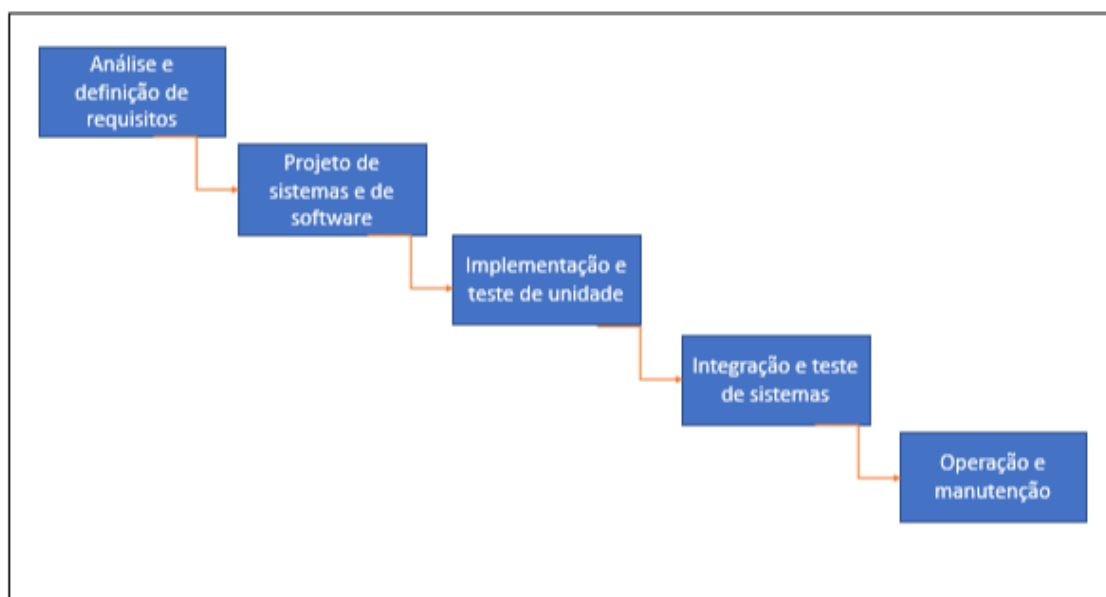 Análise e
definição de
requisitos
Projeto de
sistemas e de
software
Implementação e
teste de unidade
Integração e teste
de sistemas
Operação e
manutenção